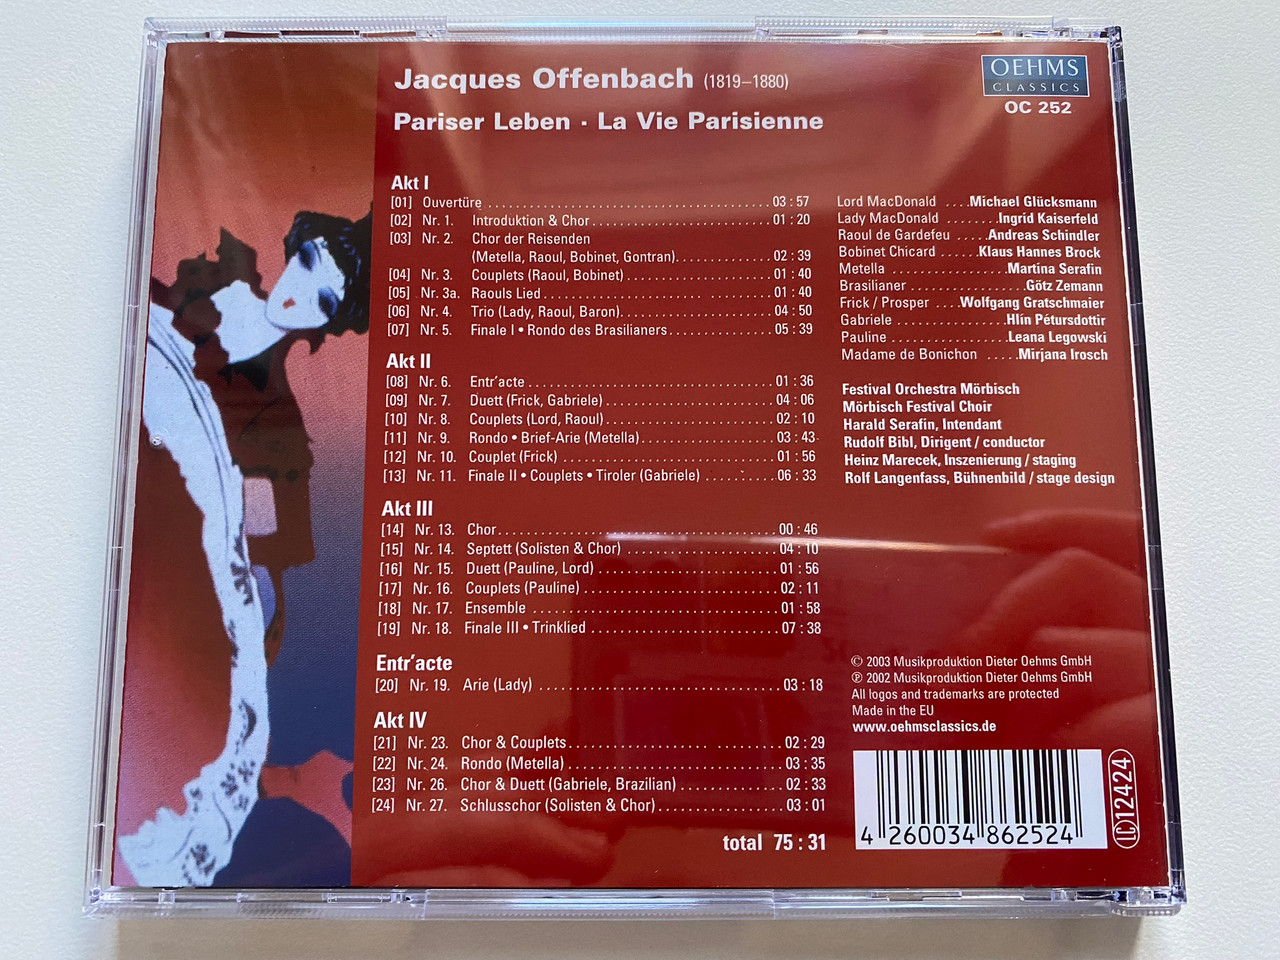 Jacques Offenbach (1819–1880)
Pariser Leben · La Vie Parisienne
OEHMS
CLASSICS
OC 252
Akt I
[01] Ouvertüre 03 : 57
[02] Nr. 1. Introduktion & Chor 01 : 20
[03] Nr. 2. Chor der Reisenden
(Metella, Raoul, Bobinet, Gontran) 02 : 39
[04] Nr. 3. Couplets (Raoul, Bobinet) 01 : 40
[05] Nr. 3a. Raouls Lied 01 : 40
[06] Nr. 4. Trio (Lady, Raoul, Baron) 04 : 50
[07] Nr. 5. Finale I • Rondo des Brasilianers 05 : 39
Akt II
[08] Nr. 6. Entr'acte 01 : 36
[09] Nr. 7. Duett (Frick, Gabriele) 04 : 06
[10] Nr. 8. Couplets (Lord, Raoul) 02 : 10
[11] Nr. 9. Rondo • Brief-Arie (Metella) 03 : 43
[12] Nr. 10. Couplet (Frick) 01 : 56
[13] Nr. 11. Finale II • Couplets • Tiroler (Gabriele) 06 : 33
Akt III
[14] Nr. 13. Chor 00 : 46
[15] Nr. 14. Septett (Solisten & Chor) 04 : 10
[16] Nr. 15. Duett (Pauline, Lord) 01 : 56
[17] Nr. 16. Couplets (Pauline) 02 : 11
[18] Nr. 17. Ensemble 01 : 58
[19] Nr. 18. Finale III • Trinklied 07 : 38
Entr'acte
[20] Nr. 19. Arie (Lady) 03 : 18
Akt IV
[21] Nr. 23. Chor & Couplets 02 : 29
[22] Nr. 24. Rondo (Metella) 03 : 35
[23] Nr. 26. Chor & Duett (Gabriele, Brazilian) 02 : 33
[24] Nr. 27. Schlusschor (Solisten & Chor) 03 : 01
total 75 : 31
Lord MacDonald .... Michael Glücksmann
Lady MacDonald ........ Ingrid Kaiserfeld
Raoul de Gardefeu ..... Andreas Schindler
Bobinet Chicard ...... Klaus Hannes Brock
Metella ................ Martina Serafin
Brasilianer ................ Götz Zemann
Frick / Prosper .... Wolfgang Gratschmaier
Gabriele ............... Hlín Pétursdottir
Pauline ................ Leana Legowski
Madame de Bonichon ..... Mirjana Irosch
Festival Orchestra Mörbisch
Mörbisch Festival Choir
Harald Serafin, Intendant
Rudolf Bibl, Dirigent / conductor
Heinz Marecek, Inszenierung / staging
Rolf Langenfass, Bühnenbild / stage design
© 2003 Musikproduktion Dieter Oehms GmbH
℗ 2002 Musikproduktion Dieter Oehms GmbH
All logos and trademarks are protected
Made in the EU
www.oehmsclassics.de
4 260034 862524
LC 12424